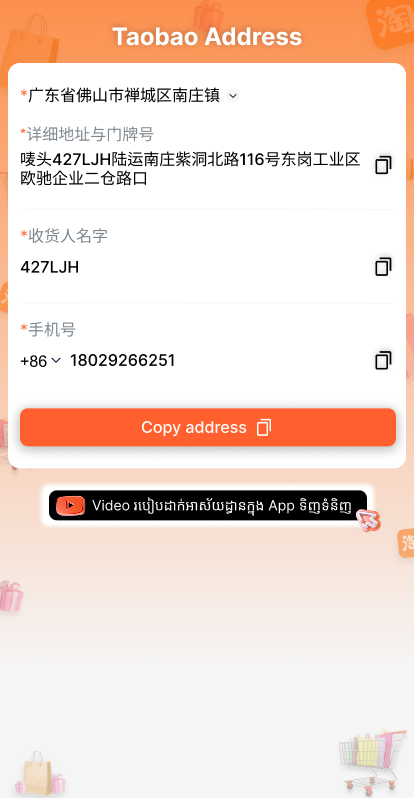 Taobao Address
*广东省佛山市禅城区南庄镇
*详细地址与门牌号
唛头427LJH陆运南庄紫洞北路116号东岗工业区
欧驰企业二仓路口
*收货人名字
427LJH
*手机号
+86 18029266251
Copy address
Video របៀបដាក់អាស័យដ្ឋានក្នុង App ទិញទំនិញ
淘
淘